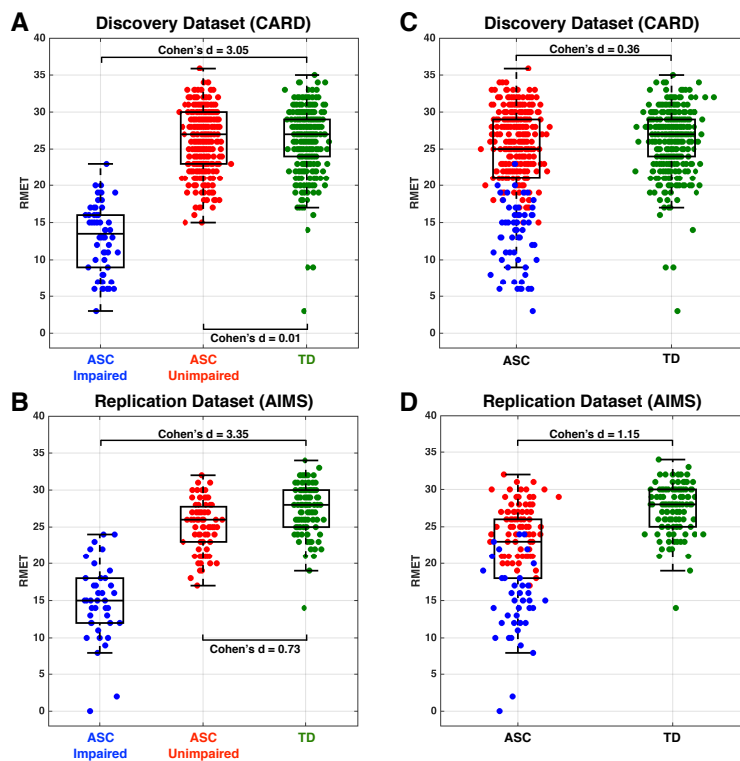 A
Discovery Dataset (CARD)
Cohen's d = 3.05
40
35
30
25
20
15
10
5
0
RMET
Cohen's d = 0.01
ASC
Impaired
ASC
Unimpaired
TD
C
Discovery Dataset (CARD)
Cohen's d = 0.36
40
35
30
25
20
15
10
5
0
RMET
ASC
TD
B
Replication Dataset (AIMS)
Cohen's d = 3.35
40
35
30
25
20
15
10
5
0
RMET
Cohen's d = 0.73
ASC
Impaired
ASC
Unimpaired
TD
D
Replication Dataset (AIMS)
Cohen's d = 1.15
40
35
30
25
20
15
10
5
0
RMET
ASC
TD